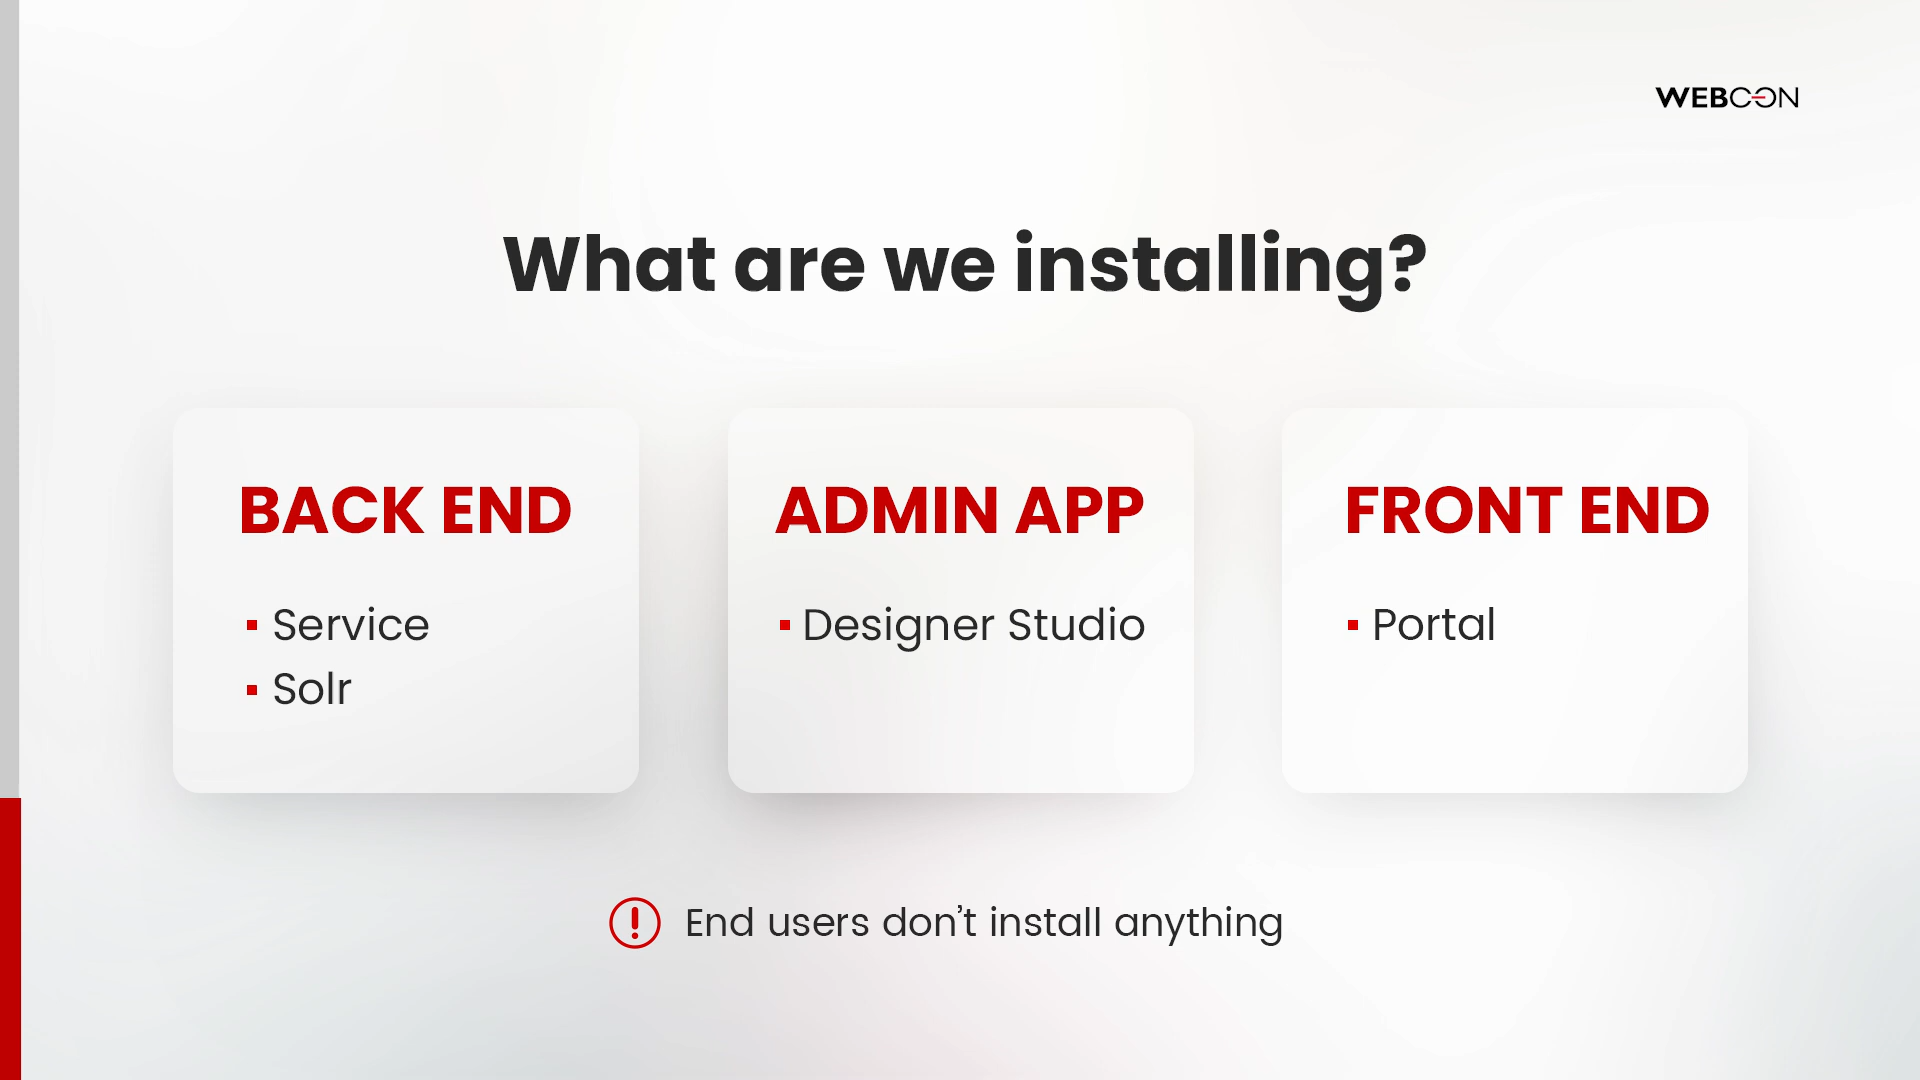 WEBCON
What are we installing?
BACK END
▪ Service
▪ Solr
ADMIN APP
▪ Designer Studio
FRONT END
▪ Portal
! End users don’t install anything